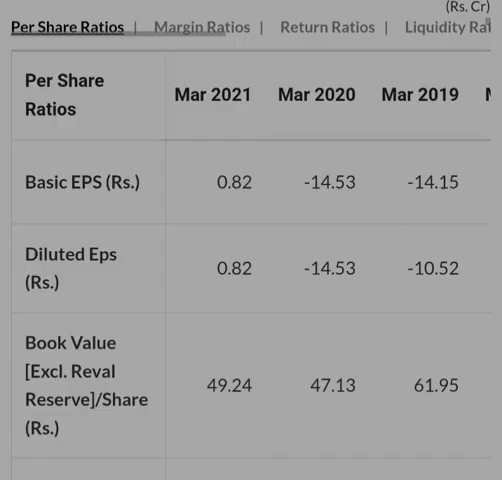 (Rs. Cr)
Per Share Ratios | Margin Ratios | Return Ratios | Liquidity
Per Share
Ratios
Mar 2021 Mar 2020 Mar 2019
Basic EPS (Rs.) 0.82 -14.53 -14.15
Diluted Eps
(Rs.)
0.82 -14.53 -10.52
Book Value
[Excl. Reval
Reserve]/Share
(Rs.)
49.24 47.13 61.95